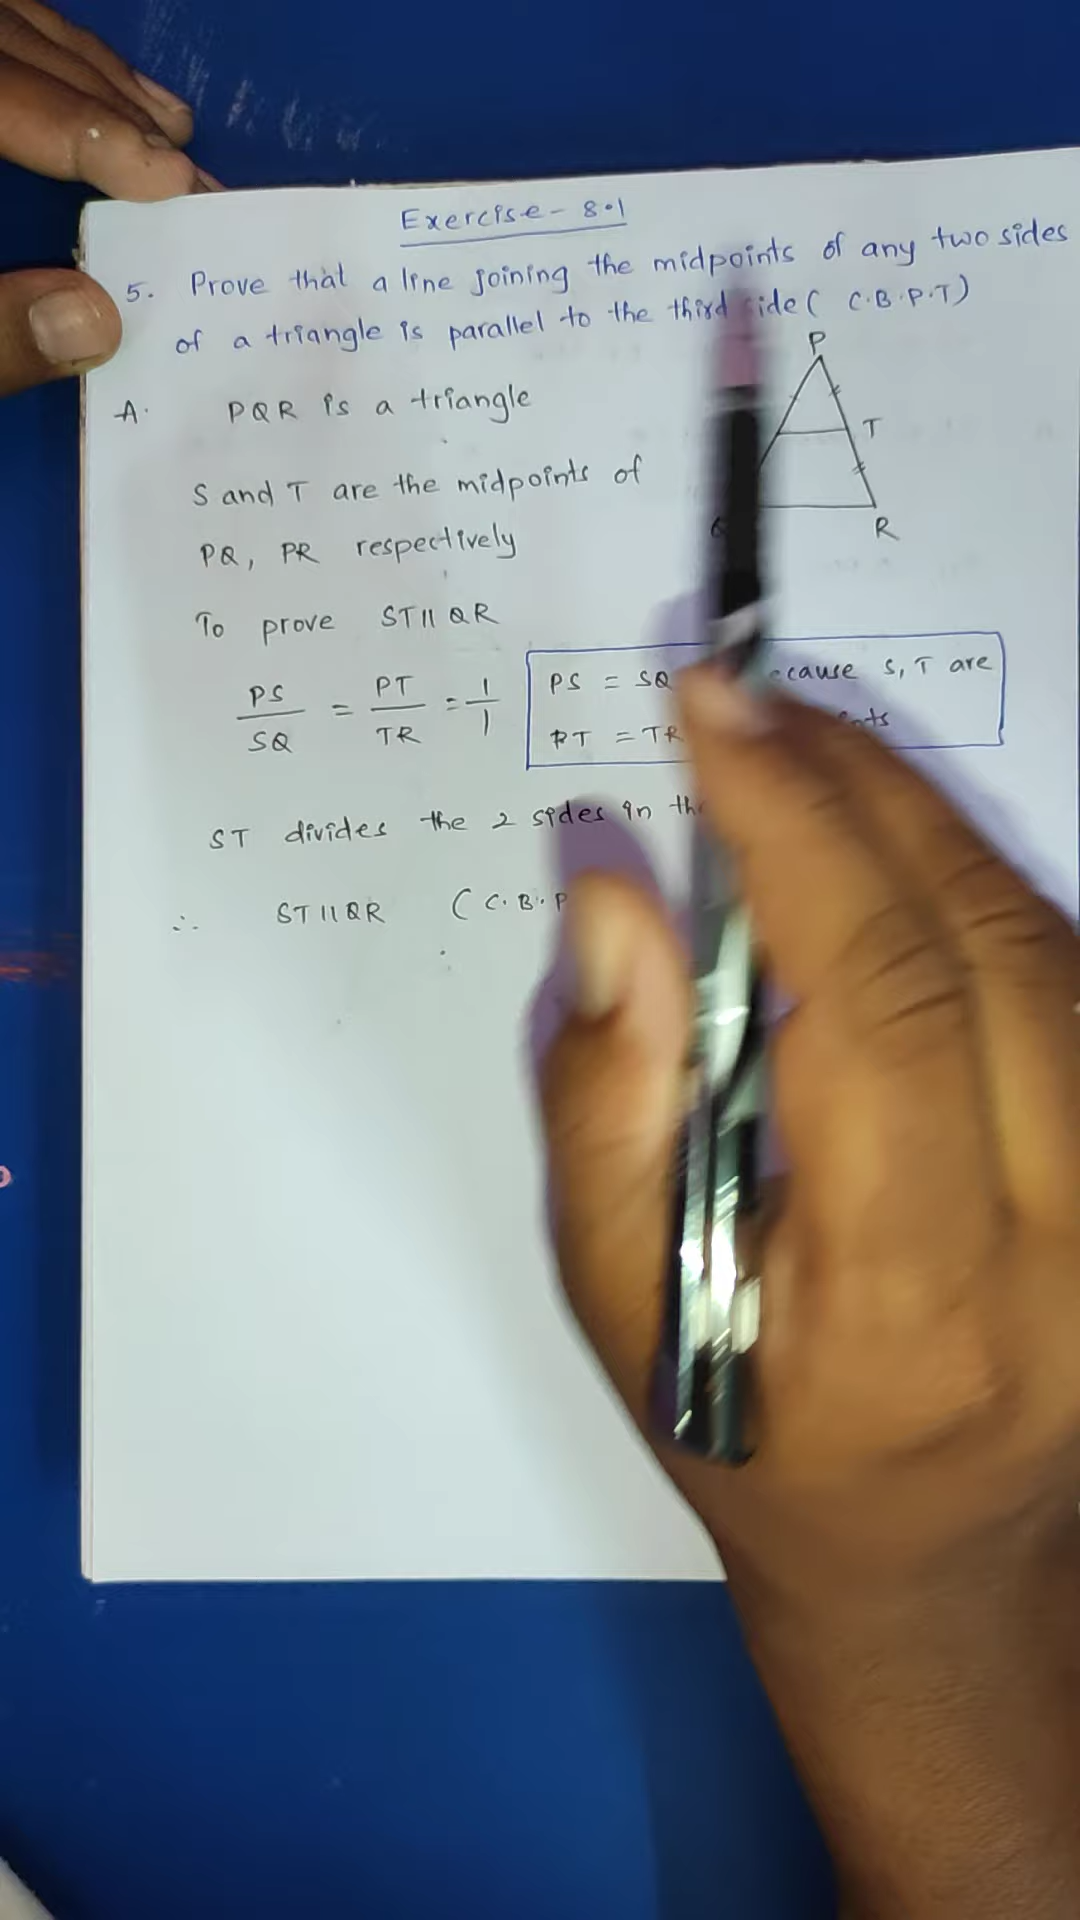 Exercise - 8.1
5. Prove that a line joining the midpoints of any two sides
of a triangle is parallel to the third side ( C.B.P.T)
P
A. PQR is a triangle
T
S and T are the midpoints of
R
PQ, PR respectively
To prove ST || QR
PS / SQ = PT / TR = 1 / 1
PS = SQ S, T are
PT = TR
ST divides the 2 sides in
∴ ST || QR ( C.B.P